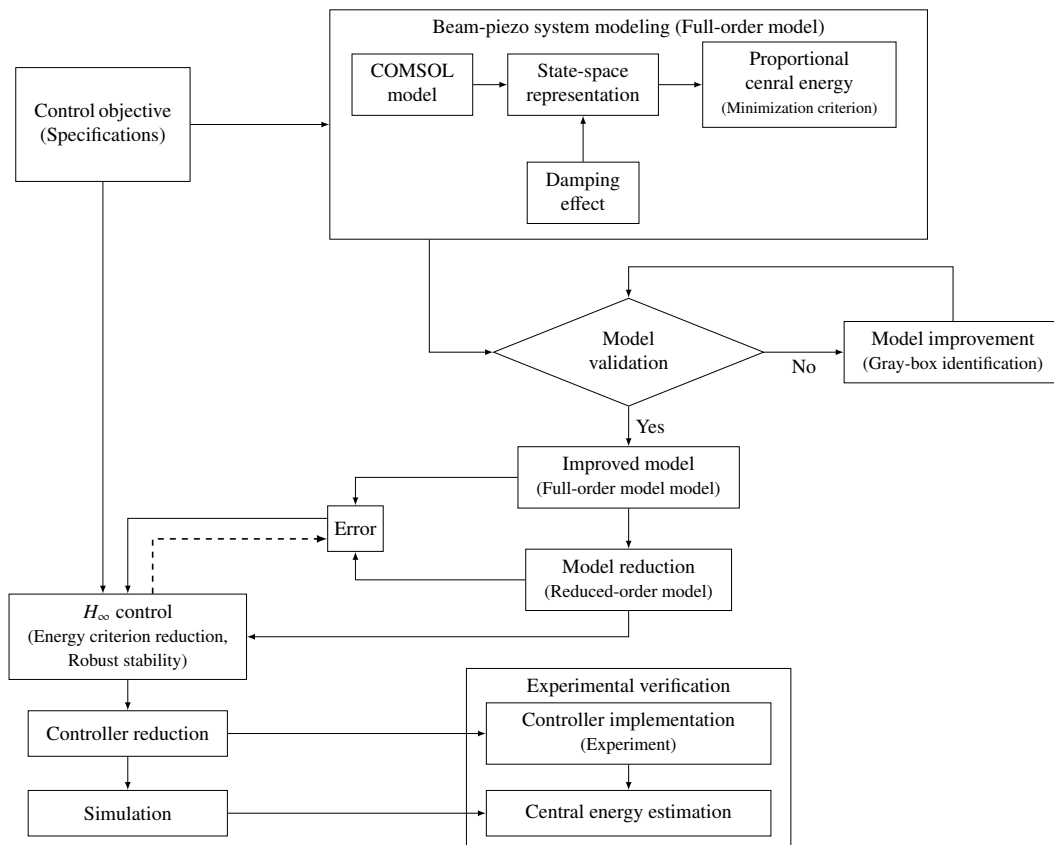 Beam-piezo system modeling (Full-order model)
Control objective
(Specifications)
COMSOL
model
State-space
representation
Proportional
cenral energy
(Minimization criterion)
Damping
effect
Model
validation
No
Model improvement
(Gray-box identification)
Yes
Improved model
(Full-order model model)
Error
Model reduction
(Reduced-order model)
H∞ control
(Energy criterion reduction,
Robust stability)
Experimental verification
Controller reduction
Controller implementation
(Experiment)
Simulation
Central energy estimation